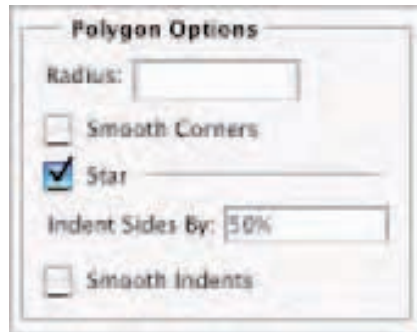 Polygon Options
Radius:
Smooth Corners
Star
Indent Sides By: 50%
Smooth Indents